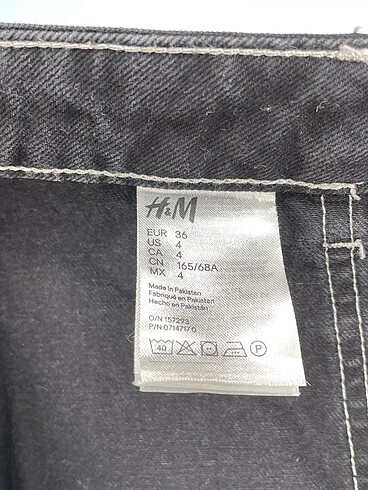 H&M
EUR 36
US 4
CA 4
CN 165/68A
MX 4
Made in Pakistan
Fabriqué en Pakistan
Hecho en Pakistán
O/N 157293
P/N 0714717 0
40 P